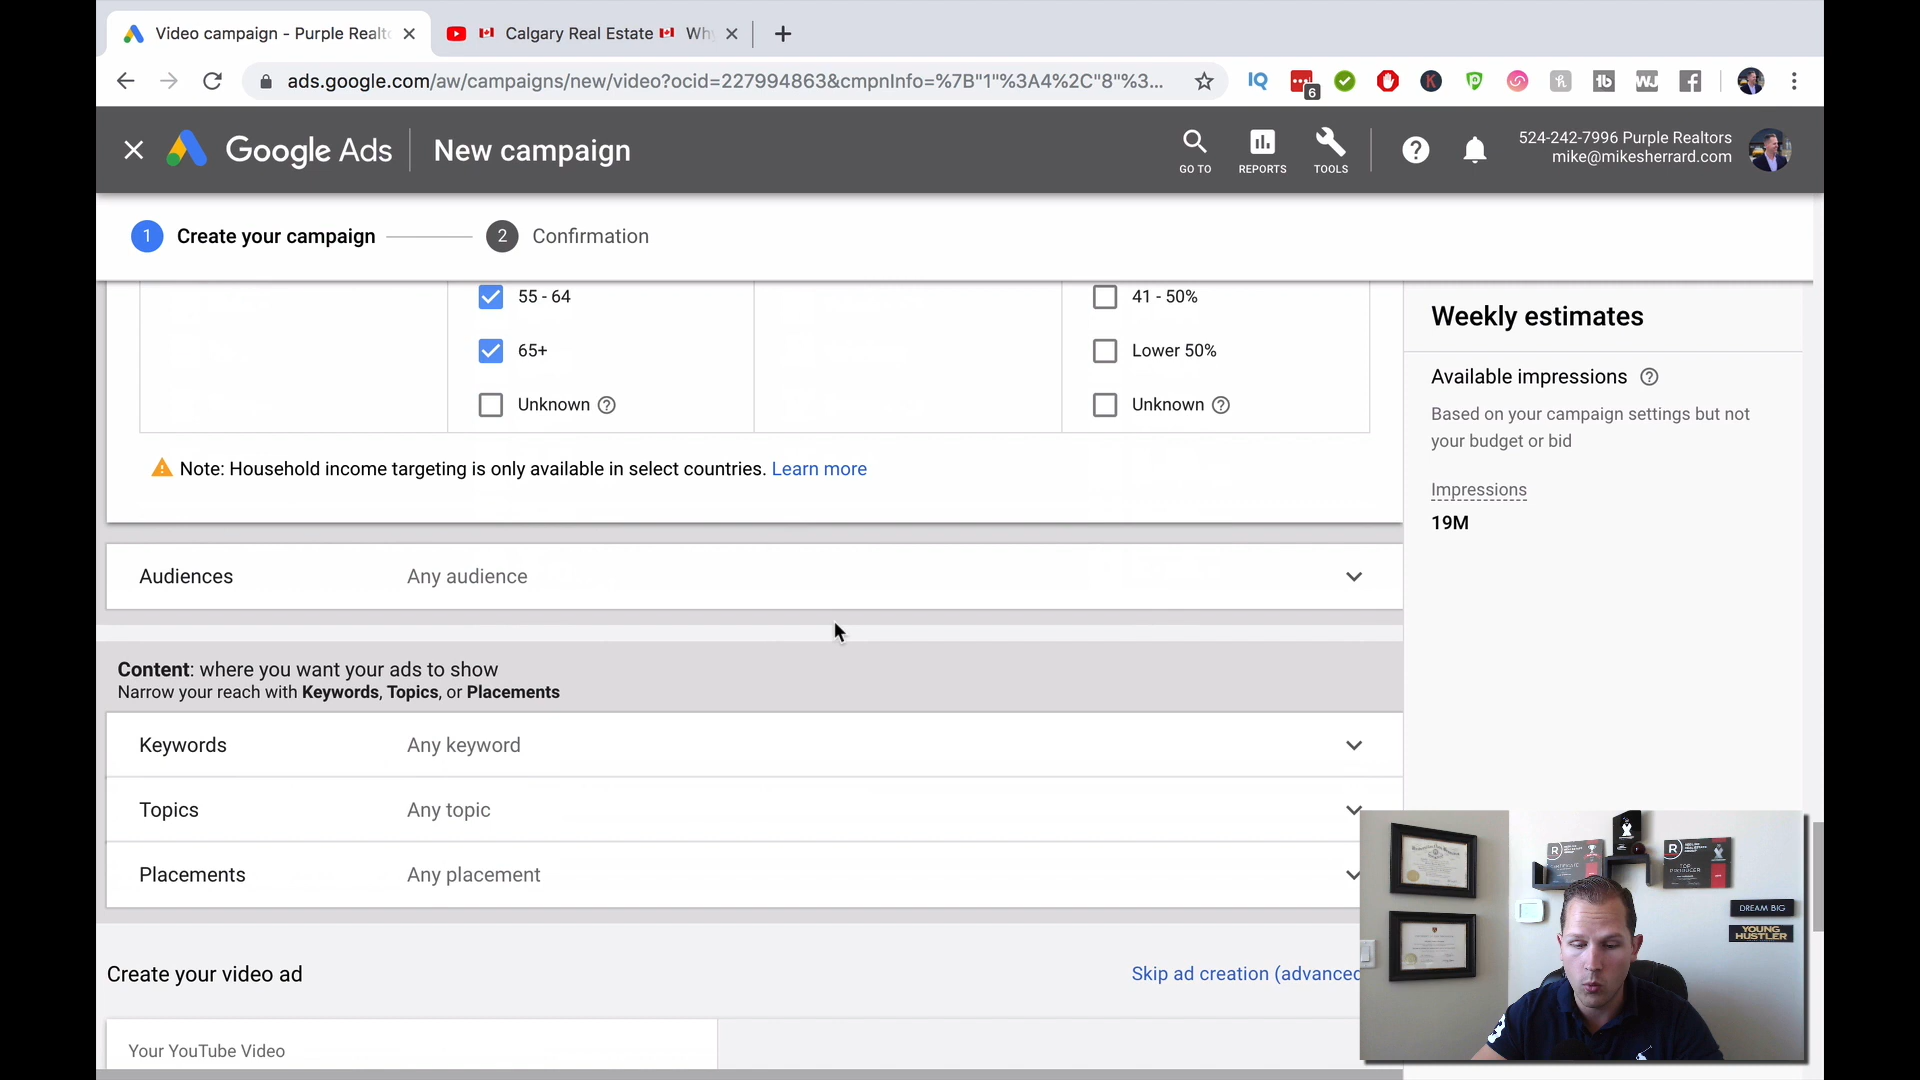 Video campaign - Purple Realt
Calgary Real Estate Wh
ads.google.com/aw/campaigns/new/video?ocid=227994863&cmpnInfo=%7B"1"%3A4%2C"8"%3...
IQ
6
K
h
tb
WJ
Google Ads
New campaign
GO TO
REPORTS
TOOLS
524-242-7996 Purple Realtors
mike@mikesherrard.com
1 Create your campaign
2 Confirmation
55 - 64
41 - 50%
65+
Lower 50%
Unknown
Unknown
Note: Household income targeting is only available in select countries. Learn more
Weekly estimates
Available impressions
Based on your campaign settings but not
your budget or bid
Impressions
19M
Audiences
Any audience
Content: where you want your ads to show
Narrow your reach with Keywords, Topics, or Placements
Keywords
Any keyword
Topics
Any topic
Placements
Any placement
Create your video ad
Skip ad creation (advanced
Your YouTube Video
R
R
TOP
PRODUCER
DREAM BIG
YOUNG
HUSTLER